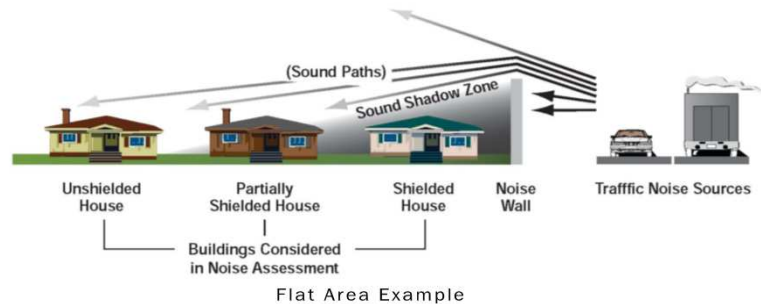 (Sound Paths)
Sound Shadow Zone
Unshielded
House
Partially
Shielded House
Shielded
House
Noise
Wall
Trafffic Noise Sources
Buildings Considered
in Noise Assessment
Flat Area Example